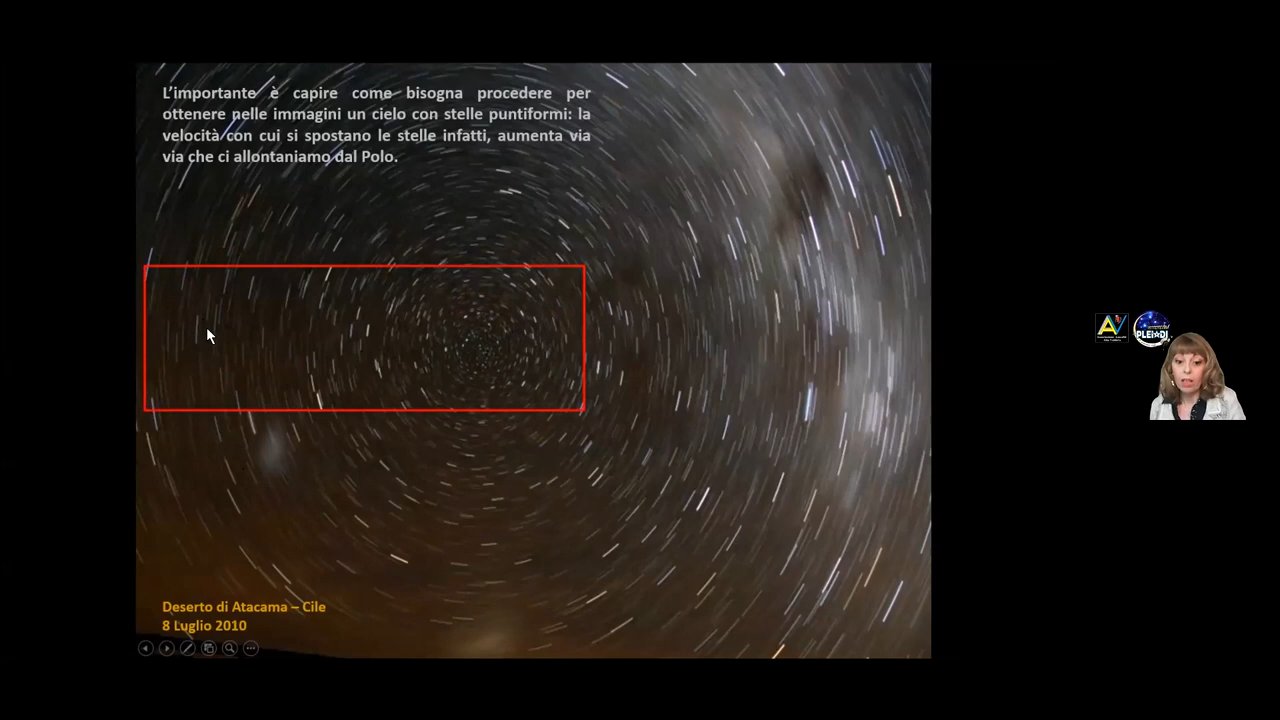 L'importante è capire come bisogna procedere per
ottenere nelle immagini un cielo con stelle puntiformi: la
velocità con cui si spostano le stelle infatti, aumenta via
via che ci allontaniamo dal Polo.
PLEIADI
Deserto di Atacama – Cile
8 Luglio 2010